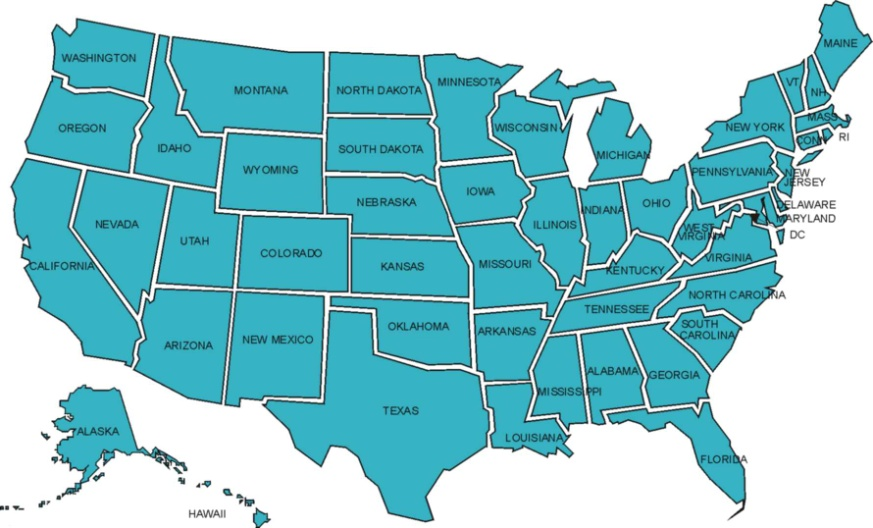 WASHINGTON
MONTANA
NORTH DAKOTA
MINNESOTA
MAINE
VT
NH
OREGON
IDAHO
WYOMING
SOUTH DAKOTA
WISCONSIN
MICHIGAN
NEW YORK
MASS
CONN
RI
NEVADA
UTAH
COLORADO
NEBRASKA
IOWA
ILLINOIS
INDIANA
OHIO
PENNSYLVANIA
NEW
JERSEY
DELAWARE
MARYLAND
DC
WEST
VIRGINIA
VIRGINIA
CALIFORNIA
KANSAS
MISSOURI
KENTUCKY
NORTH CAROLINA
TENNESSEE
SOUTH
CAROLINA
ARIZONA
NEW MEXICO
OKLAHOMA
ARKANSAS
MISSISSIPPI
ALABAMA
GEORGIA
TEXAS
LOUISIANA
FLORIDA
ALASKA
HAWAII